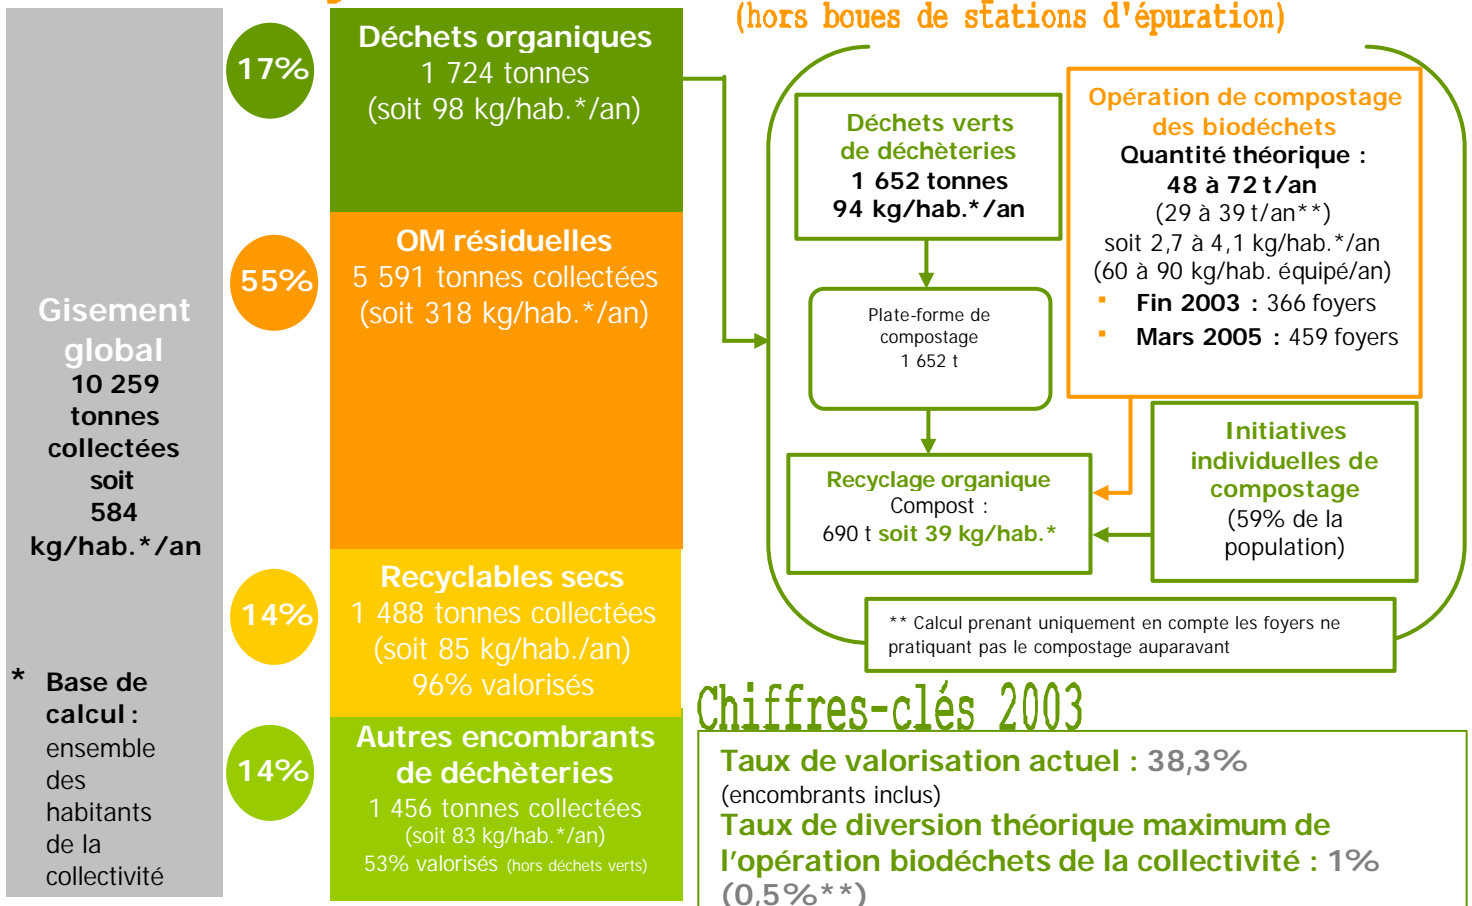 (hors boues de stations d'épuration)
Gisement
global
10 259
tonnes
collectées
soit
584
kg/hab.*/an
* Base de
calcul :
ensemble
des
habitants
de la
collectivité
17%
Déchets organiques
1 724 tonnes
(soit 98 kg/hab.*/an)
55%
OM résiduelles
5 591 tonnes collectées
(soit 318 kg/hab.*/an)
14%
Recyclables secs
1 488 tonnes collectées
(soit 85 kg/hab./an)
96% valorisés
14%
Autres encombrants
de déchèteries
1 456 tonnes collectées
(soit 83 kg/hab.*/an)
53% valorisés (hors déchets verts)
Déchets verts
de déchèteries
1 652 tonnes
94 kg/hab.*/an
Plate-forme de
compostage
1 652 t
Recyclage organique
Compost :
690 t soit 39 kg/hab.*
Opération de compostage
des biodéchets
Quantité théorique :
48 à 72 t/an
(29 à 39 t/an**)
soit 2,7 à 4,1 kg/hab.*/an
(60 à 90 kg/hab. équipé/an)
▪ Fin 2003 : 366 foyers
▪ Mars 2005 : 459 foyers
Initiatives
individuelles de
compostage
(59% de la
population)
** Calcul prenant uniquement en compte les foyers ne
pratiquant pas le compostage auparavant
Chiffres-clés 2003
Taux de valorisation actuel : 38,3%
(encombrants inclus)
Taux de diversion théorique maximum de
l'opération biodéchets de la collectivité : 1%
(0,5%**)